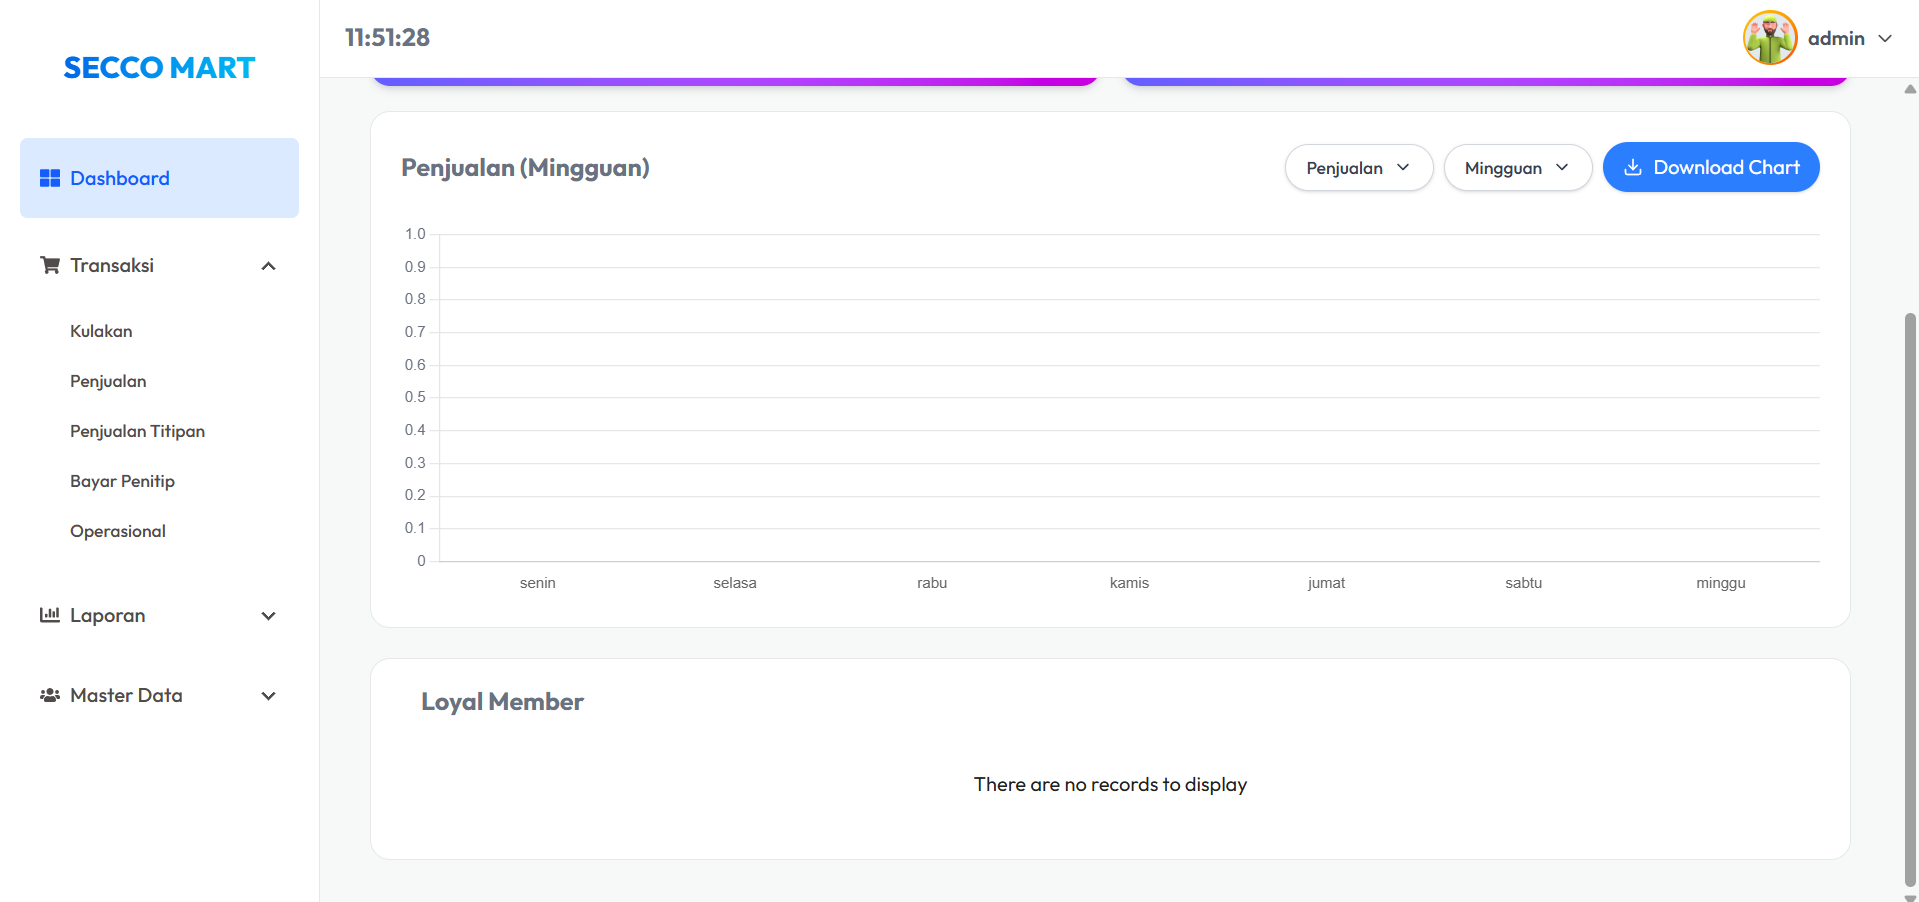 SECCO MART
Dashboard
Transaksi
Kulakan
Penjualan
Penjualan Titipan
Bayar Penitip
Operasional
Laporan
Master Data
11:51:28
admin
Penjualan (Mingguan)
Penjualan
Mingguan
Download Chart
1.0
0.9
0.8
0.7
0.6
0.5
0.4
0.3
0.2
0.1
0
senin selasa rabu kamis jumat sabtu minggu
Loyal Member
There are no records to display